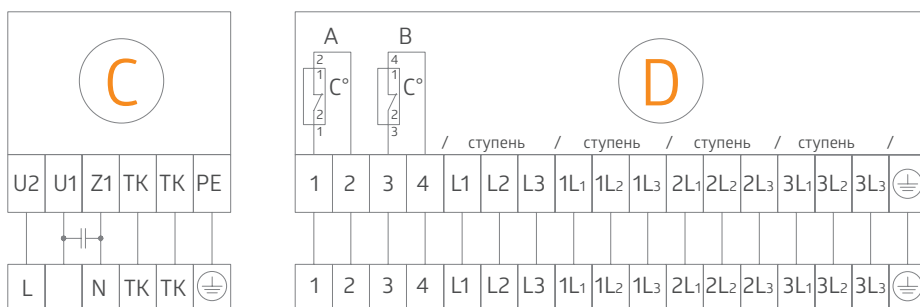 C
U2 U1 Z1 TK TK PE
L N TK TK
A B D
2 4
1 C° 1 C°
2 2
1 3
/ ступень / ступень / ступень / ступень /
1 2 3 4 L1 L2 L3 1L1 1L2 1L3 2L1 2L2 2L3 3L1 3L2 3L3
1 2 3 4 L1 L2 L3 1L1 1L2 1L3 2L1 2L2 2L3 3L1 3L2 3L3